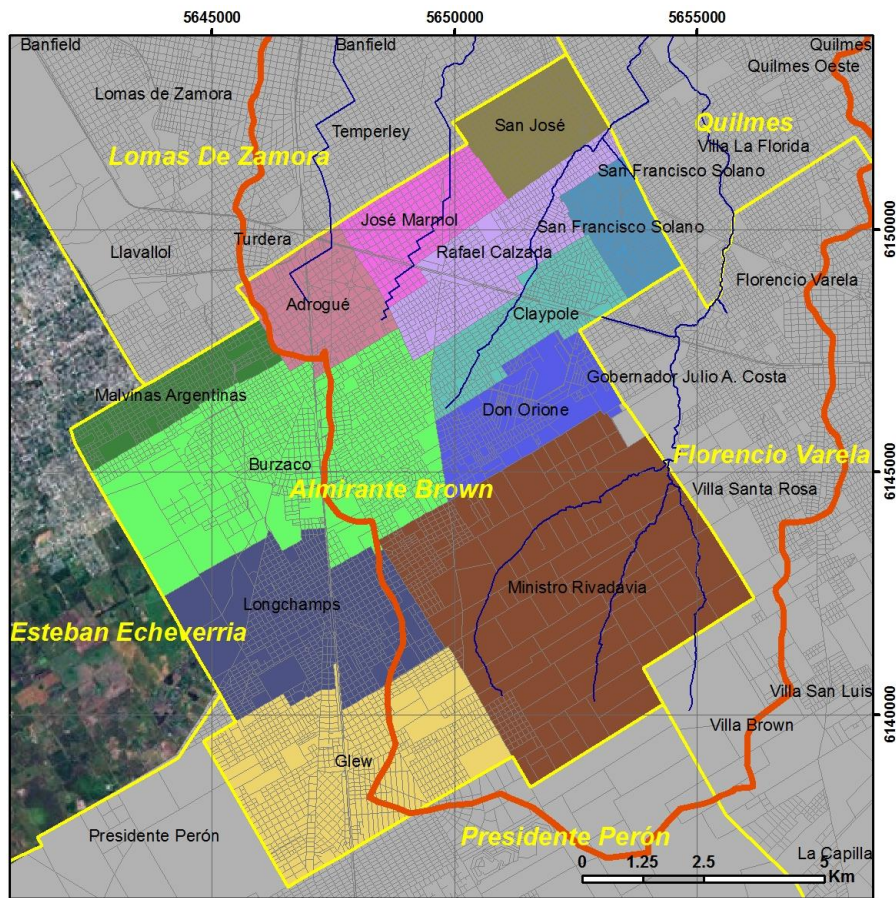 5645000
5650000
5655000
Banfield
Banfield
Quilmes
Quilmes Oeste
Lomas de Zamora
San José
Temperley
Quilmes
Villa La Florida
Lomas De Zamora
San Francisco Solano
José Marmol
San Francisco Solano
6150000
Turdera
Llavallol
Rafael Calzada
Florencio Varela
Adrogué
Claypole
Gobernador Julio A. Costa
Malvinas Argentinas
Don Orione
Florencio Varela
Burzaco
6145000
Almirante Brown
Villa Santa Rosa
Ministro Rivadavia
Longchamps
Esteban Echeverria
Villa San Luis
Villa Brown
6140000
Glew
Presidente Perón
Presidente Perón
La Capilla
0 1.25 2.5 5
Km